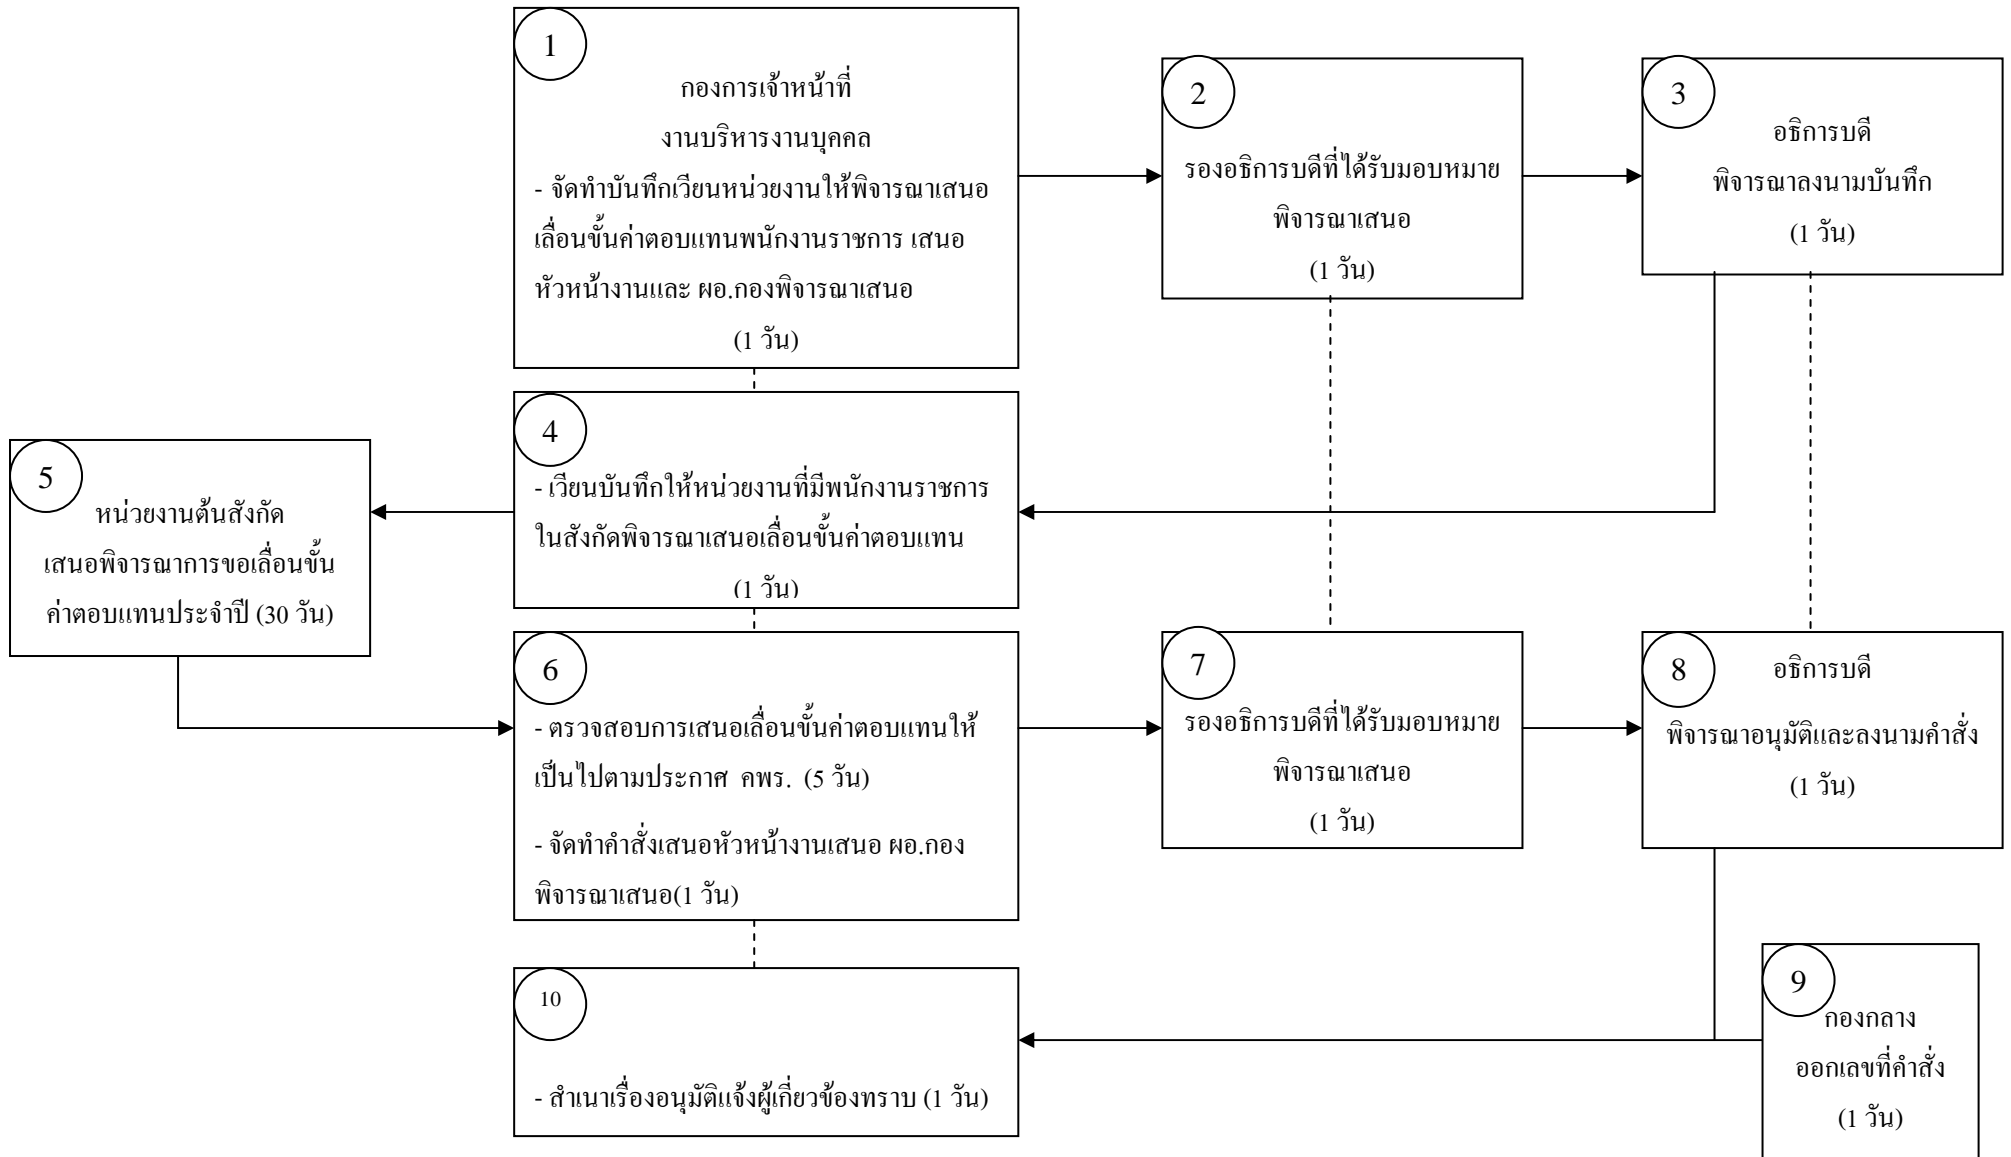 1
กองการเจ้าหน้าที่
งานบริหารงานบุคคล
- จัดทำบันทึกเวียนหน่วยงานให้พิจารณาเสนอ
เลื่อนขั้นค่าตอบแทนพนักงานราชการ เสนอ
หัวหน้างานและ ผอ.กองพิจารณาเสนอ
(1 วัน)
2
รองอธิการบดีที่ได้รับมอบหมาย
พิจารณาเสนอ
(1 วัน)
3
อธิการบดี
พิจารณาลงนามบันทึก
(1 วัน)
4
- เวียนบันทึกให้หน่วยงานที่มีพนักงานราชการ
ในสังกัดพิจารณาเสนอเลื่อนขั้นค่าตอบแทน
(1 วัน)
5
หน่วยงานต้นสังกัด
เสนอพิจารณาการขอเลื่อนขั้น
ค่าตอบแทนประจำปี (30 วัน)
6
- ตรวจสอบการเสนอเลื่อนขั้นค่าตอบแทนให้
เป็นไปตามประกาศ คพร. (5 วัน)
- จัดทำคำสั่งเสนอหัวหน้างานเสนอ ผอ.กอง
พิจารณาเสนอ(1 วัน)
7
รองอธิการบดีที่ได้รับมอบหมาย
พิจารณาเสนอ
(1 วัน)
8
อธิการบดี
พิจารณาอนุมัติและลงนามคำสั่ง
(1 วัน)
9
กองกลาง
ออกเลขที่คำสั่ง
(1 วัน)
10
- สำเนาเรื่องอนุมัติแจ้งผู้เกี่ยวข้องทราบ (1 วัน)